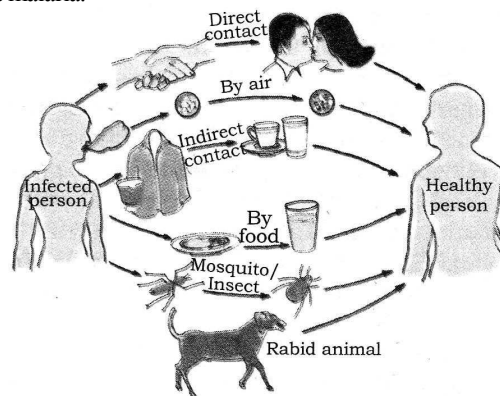 Direct
contact
By air
Indirect
contact
Infected
person
Healthy
person
By
food
Mosquito/
Insect
Rabid animal